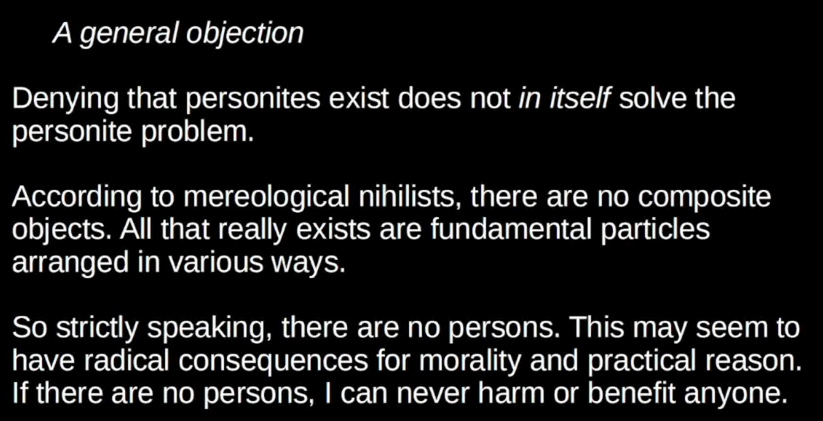 A general objection
Denying that personites exist does not in itself solve the
personite problem.
According to mereological nihilists, there are no composite
objects. All that really exists are fundamental particles
arranged in various ways.
So strictly speaking, there are no persons. This may seem to
have radical consequences for morality and practical reason.
If there are no persons, I can never harm or benefit anyone.